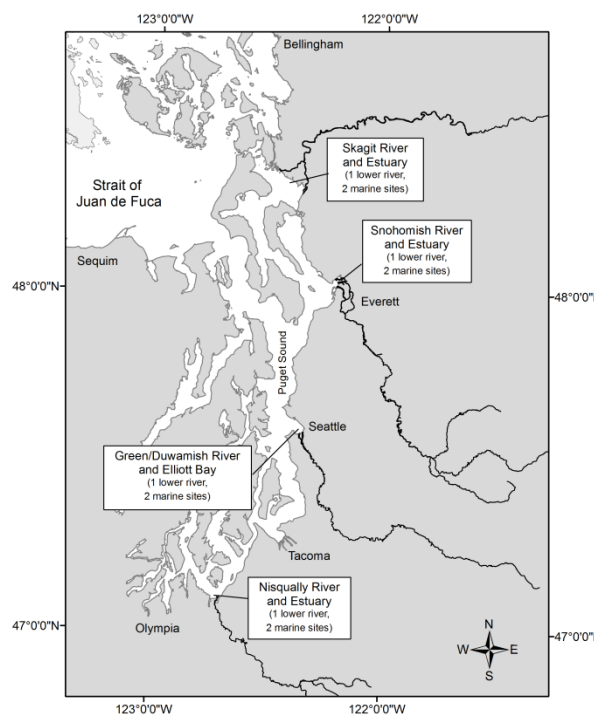 123°0'0"W
122°0'0"W
Bellingham
Skagit River
and Estuary
(1 lower river,
2 marine sites)
Strait of
Juan de Fuca
Snohomish River
and Estuary
(1 lower river,
2 marine sites)
Sequim
48°0'0"N
48°0'0"N
Everett
Puget Sound
Seattle
Green/Duwamish River
and Elliott Bay
(1 lower river,
2 marine sites)
Tacoma
Nisqually River
and Estuary
(1 lower river,
2 marine sites)
Olympia
47°0'0"N
47°0'0"N
N
W
E
S
123°0'0"W
122°0'0"W